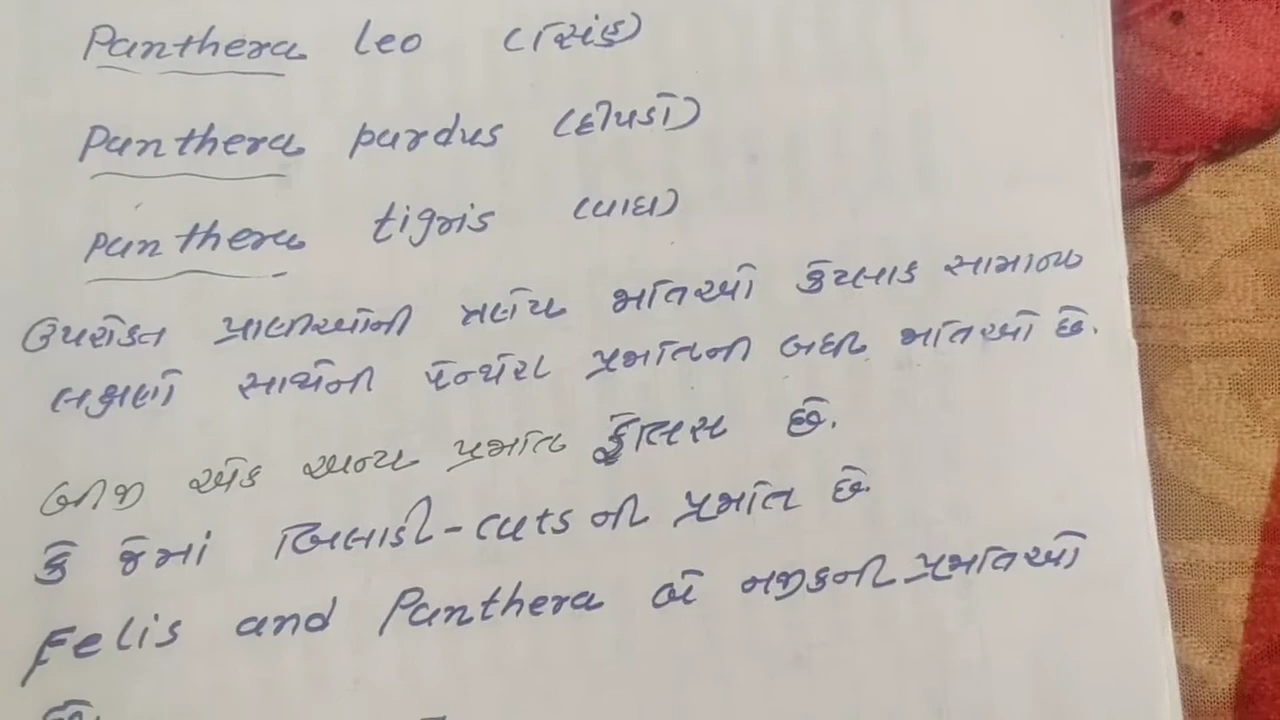 Panthera leo (સિંહ)
Panthera pardus (દીપડો)
Panthera tigris (વાઘ)
ઉપરોક્ત પ્રાણીઓની ત્રણેય જાતિઓ કેટલાક સામાન્ય
લક્ષણો સાથેની પેન્થેરા પ્રજાતિની બધી જાતિઓ છે.
બીજી એક અન્ય પ્રજાતિ ફેલિસ છે.
કે જેમાં બિલાડી-cats ની પ્રજાતિ છે
Felis and Panthera બે નજીકની પ્રજાતિઓ
છે.